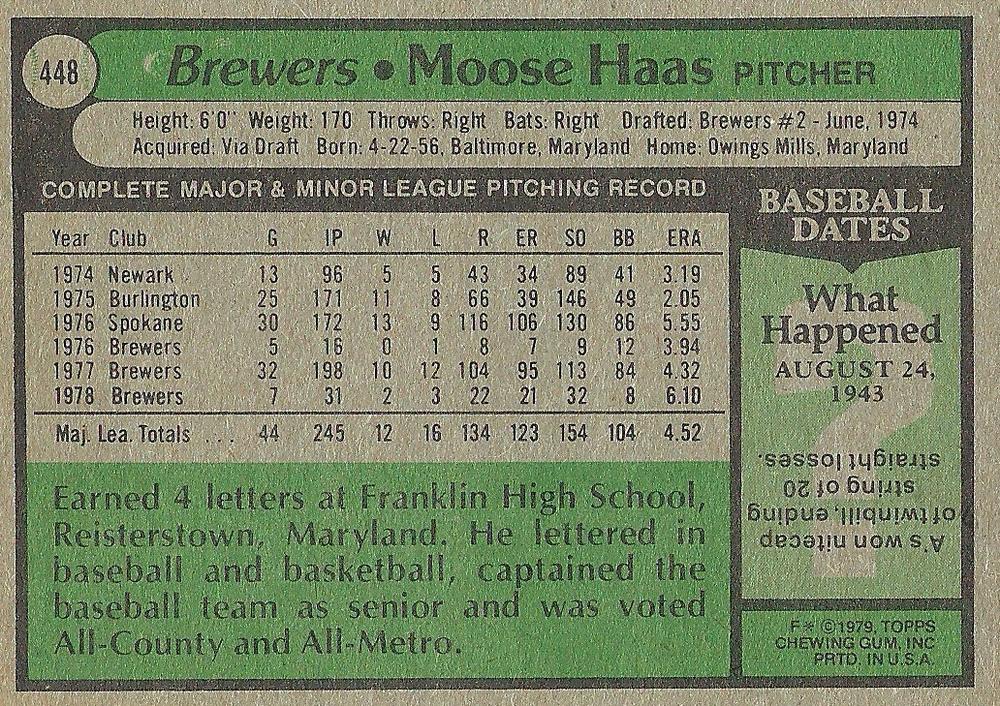 448
Brewers • Moose Haas PITCHER
Height: 6'0" Weight: 170 Throws: Right Bats: Right Drafted: Brewers #2 - June, 1974
Acquired: Via Draft Born: 4-22-56, Baltimore, Maryland Home: Owings Mills, Maryland
COMPLETE MAJOR & MINOR LEAGUE PITCHING RECORD
Year Club G IP W L R ER SO BB ERA
1974 Newark 13 96 5 5 43 34 89 41 3.19
1975 Burlington 25 171 11 8 66 39 146 49 2.05
1976 Spokane 30 172 13 9 116 106 130 86 5.55
1976 Brewers 5 16 0 1 8 7 9 12 3.94
1977 Brewers 32 198 10 12 104 95 113 84 4.32
1978 Brewers 7 31 2 3 22 21 32 8 6.10
Maj. Lea. Totals ... 44 245 12 16 134 123 154 104 4.52
Earned 4 letters at Franklin High School,
Reisterstown, Maryland. He lettered in
baseball and basketball, captained the
baseball team as senior and was voted
All-County and All-Metro.
BASEBALL
DATES
What
Happened
AUGUST 24,
1943
?
A's won nitecap
of twinbill, ending
string of 20
straight losses.
F* ©1979, TOPPS
CHEWING GUM, INC
PRTD. IN U.S.A.